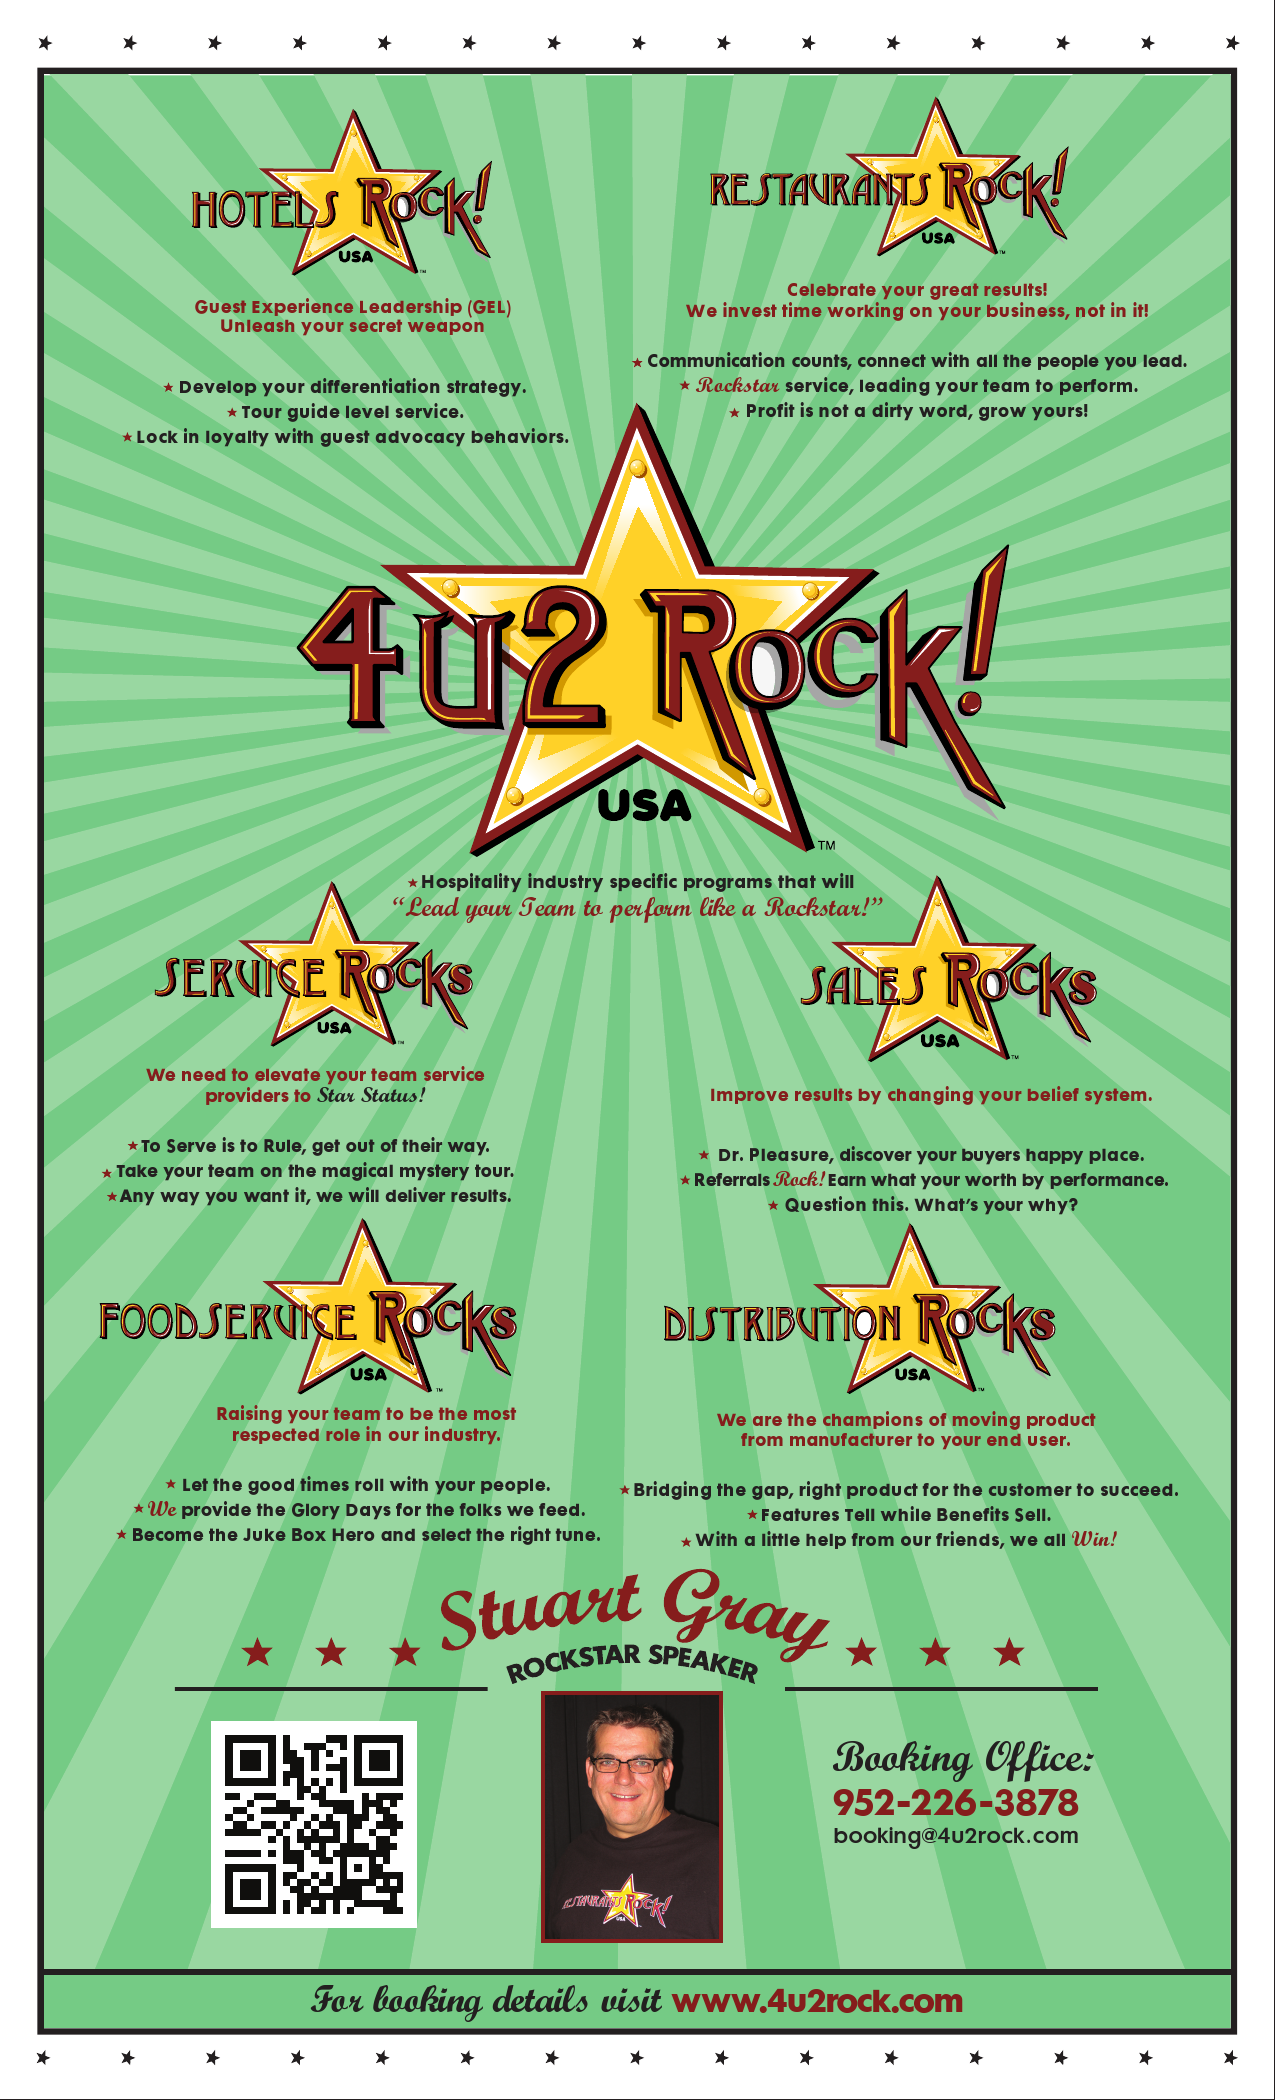 HOTELS ROCK!
USA
™
Guest Experience Leadership (GEL)
Unleash your secret weapon
Develop your differentiation strategy.
Tour guide level service.
Lock in loyalty with guest advocacy behaviors.
RESTAURANTS ROCK!
USA
™
Celebrate your great results!
We invest time working on your business, not in it!
Communication counts, connect with all the people you lead.
Rockstar service, leading your team to perform.
Profit is not a dirty word, grow yours!
4U2 ROCK!
USA
TM
Hospitality industry specific programs that will
“Lead your Team to perform like a Rockstar!”
SERVICE ROCKS
USA
™
We need to elevate your team service
providers to Star Status!
To Serve is to Rule, get out of their way.
Take your team on the magical mystery tour.
Any way you want it, we will deliver results.
SALES ROCKS
USA
™
Improve results by changing your belief system.
Dr. Pleasure, discover your buyers happy place.
Referrals Rock! Earn what your worth by performance.
Question this. What’s your why?
FOODSERVICE ROCKS
USA
™
Raising your team to be the most
respected role in our industry.
Let the good times roll with your people.
We provide the Glory Days for the folks we feed.
Become the Juke Box Hero and select the right tune.
DISTRIBUTION ROCKS
USA
™
We are the champions of moving product
from manufacturer to your end user.
Bridging the gap, right product for the customer to succeed.
Features Tell while Benefits Sell.
With a little help from our friends, we all Win!
Stuart Gray
ROCKSTAR SPEAKER
RESTAURANTS ROCK!
USA
Booking Office:
952-226-3878
booking@4u2rock.com
For booking details visit www.4u2rock.com